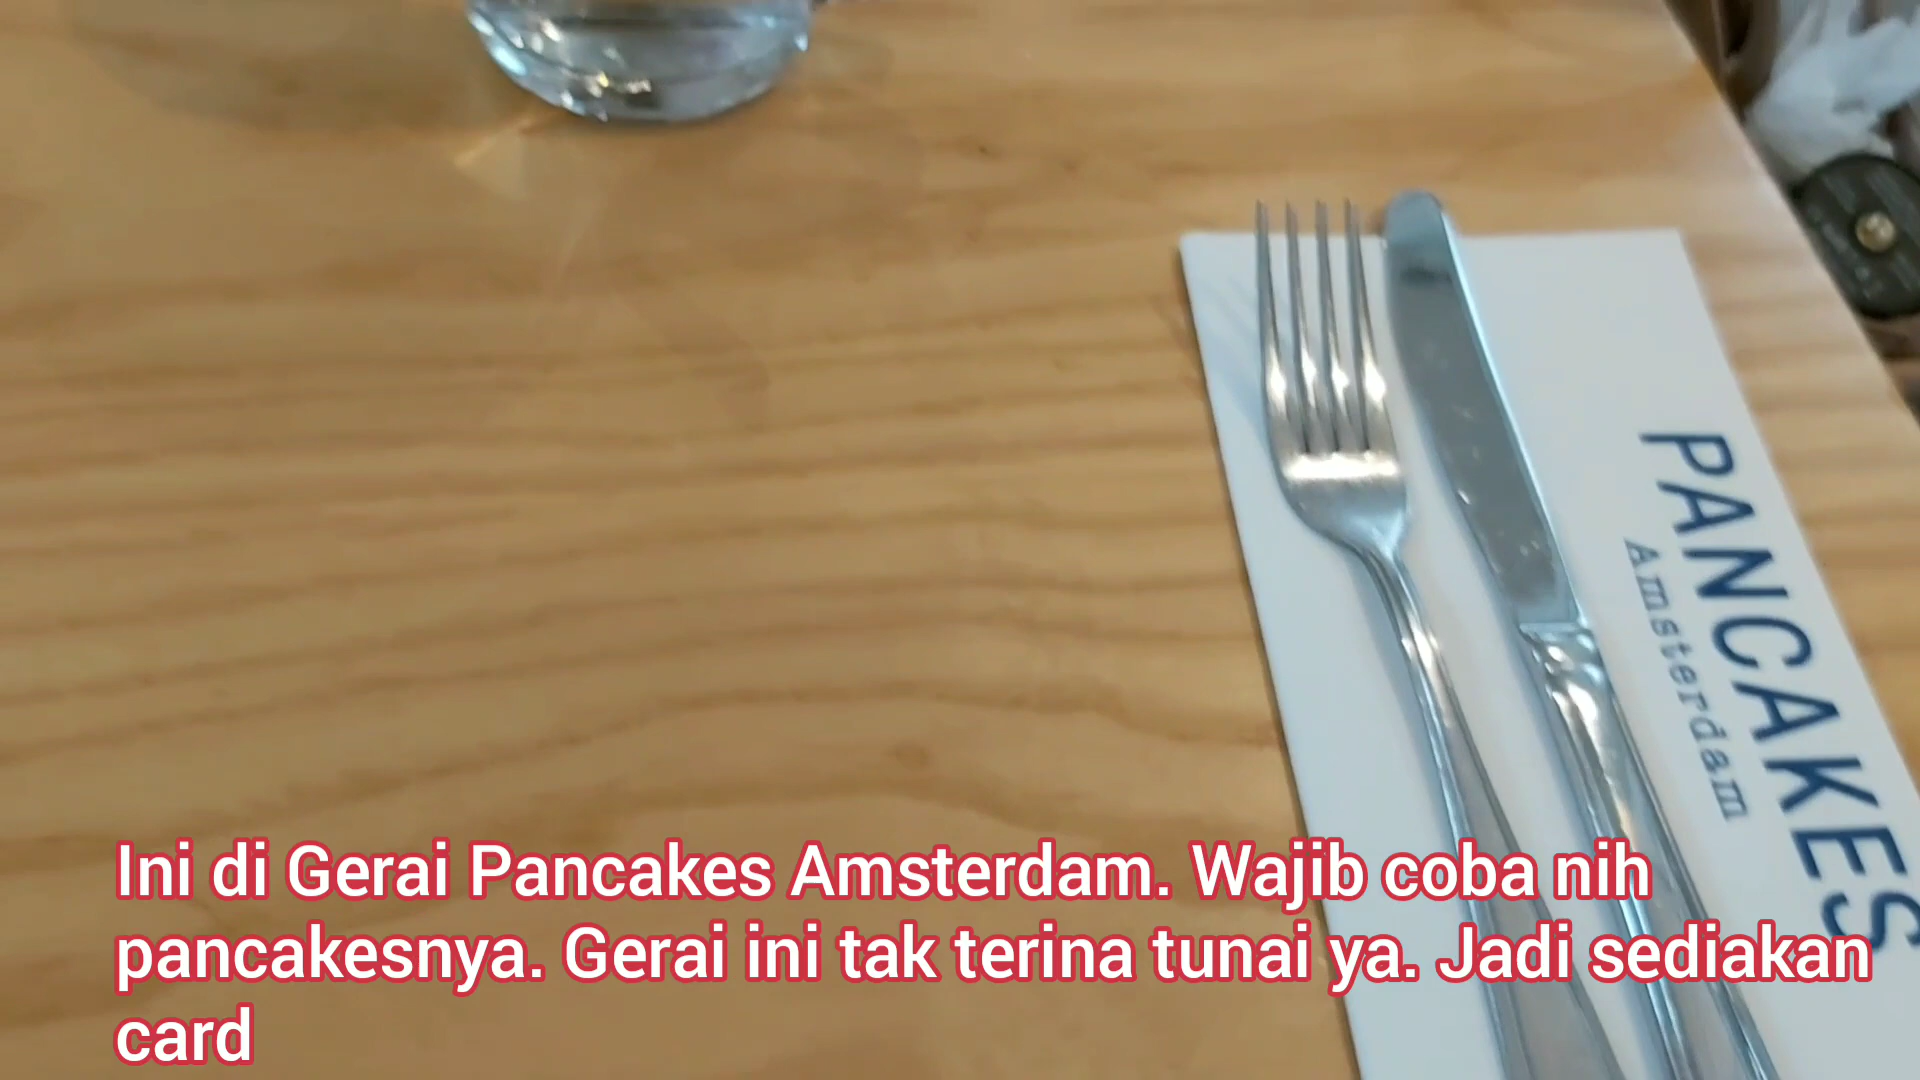 PANCAKES
Amsterdam
Ini di Gerai Pancakes Amsterdam. Wajib coba nih
pancakesnya. Gerai ini tak terina tunai ya. Jadi sediakan
card